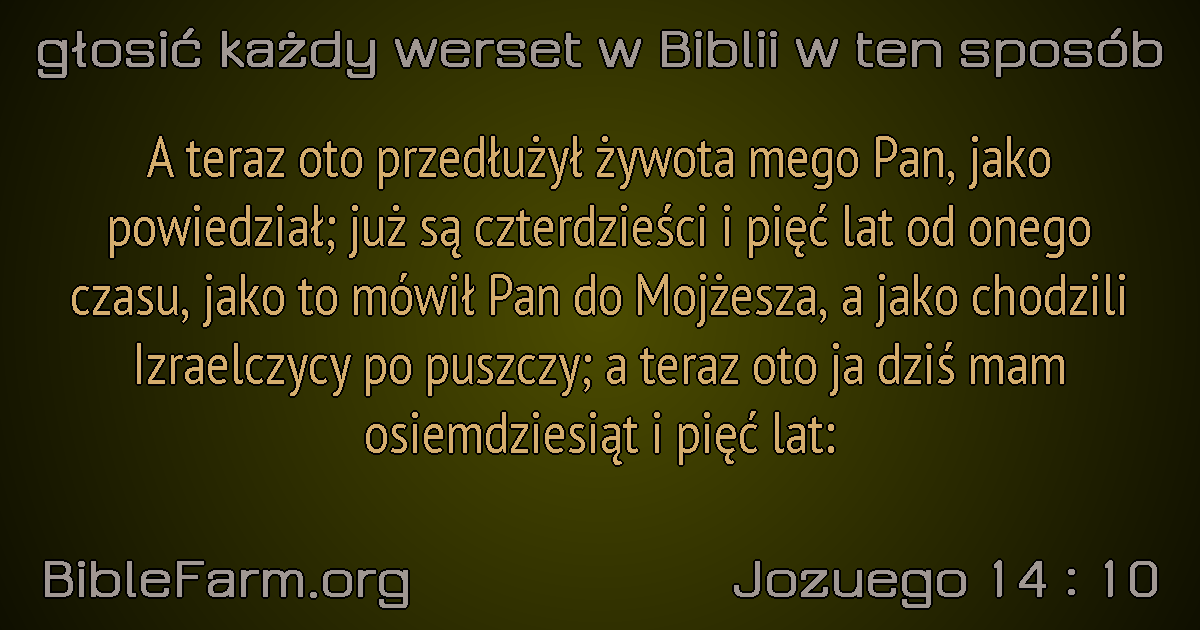 głosić każdy werset w Biblii w ten sposób
A teraz oto przedłużył żywota mego Pan, jako
powiedział; już są czterdzieści i pięć lat od onego
czasu, jako to mówił Pan do Mojżesza, a jako chodzili
Izraelczycy po puszczy; a teraz oto ja dziś mam
osiemdziesiąt i pięć lat:
BibleFarm.org
Jozuego 14 : 10